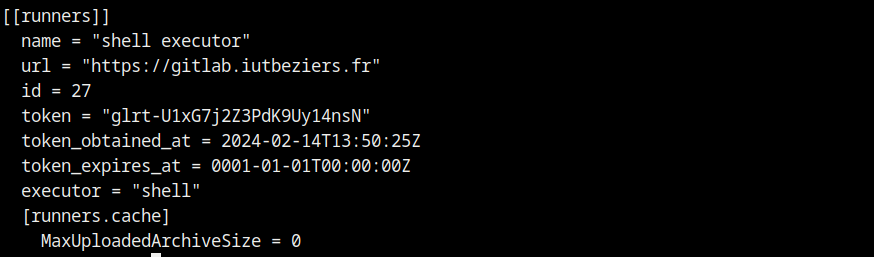 [[runners]]
  name = "shell executor"
  url = "https://gitlab.iutbeziers.fr"
  id = 27
  token = "glrt-U1xG7j2Z3PdK9Uy14nsN"
  token_obtained_at = 2024-02-14T13:50:25Z
  token_expires_at = 0001-01-01T00:00:00Z
  executor = "shell"
  [runners.cache]
    MaxUploadedArchiveSize = 0